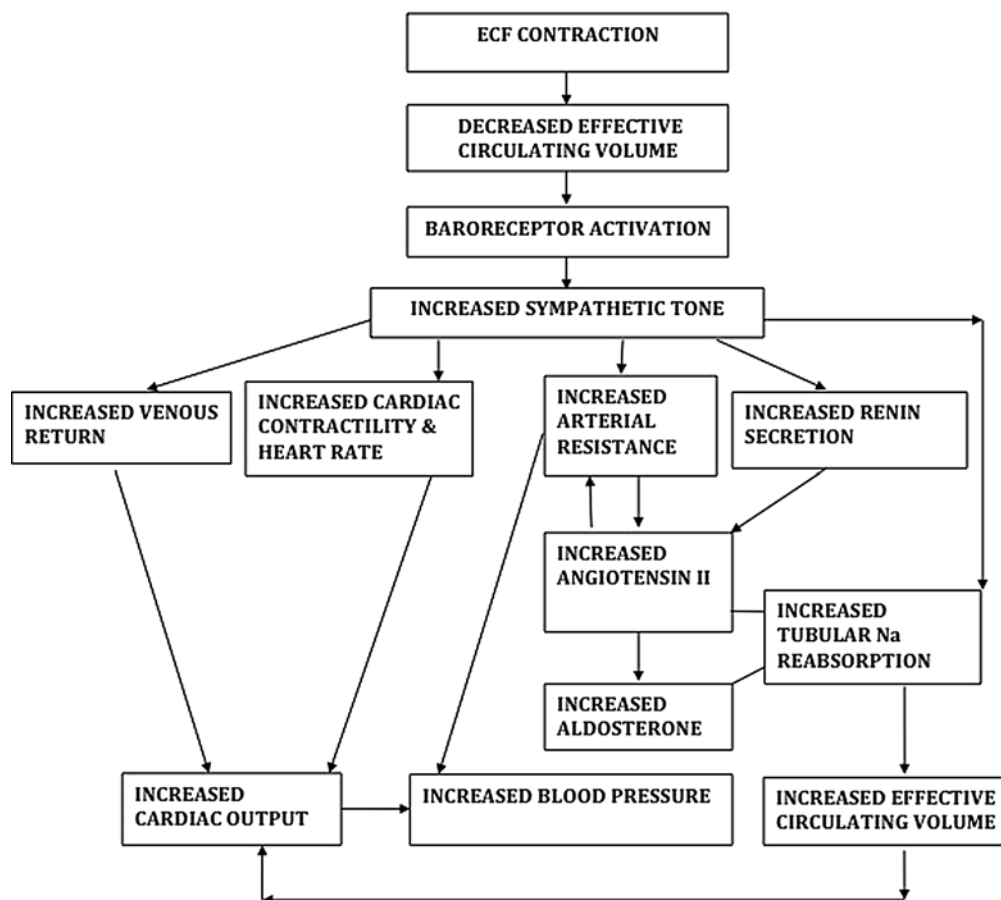 ECF CONTRACTION
DECREASED EFFECTIVE
CIRCULATING VOLUME
BARORECEPTOR ACTIVATION
INCREASED SYMPATHETIC TONE
INCREASED VENOUS
RETURN
INCREASED CARDIAC
CONTRACTILITY &
HEART RATE
INCREASED
ARTERIAL
RESISTANCE
INCREASED RENIN
SECRETION
INCREASED
ANGIOTENSIN II
INCREASED
TUBULAR Na
REABSORPTION
INCREASED
ALDOSTERONE
INCREASED
CARDIAC OUTPUT
INCREASED BLOOD PRESSURE
INCREASED EFFECTIVE
CIRCULATING VOLUME